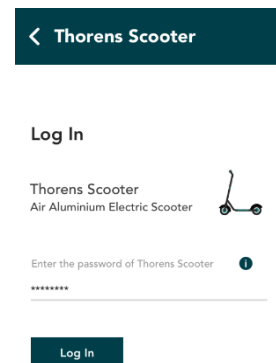 Thorens Scooter
Log In
Thorens Scooter
Air Aluminium Electric Scooter
Enter the password of Thorens Scooter
********
Log In